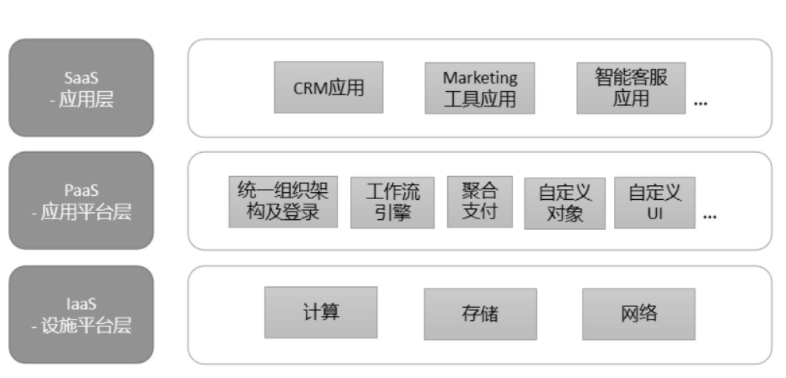 SaaS
- 应用层
CRM应用
Marketing
工具应用
智能客服
应用
...
PaaS
- 应用平台层
统一组织架
构及登录
工作流
引擎
聚合
支付
自定义
对象
自定义
UI
...
IaaS
- 设施平台层
计算
存储
网络